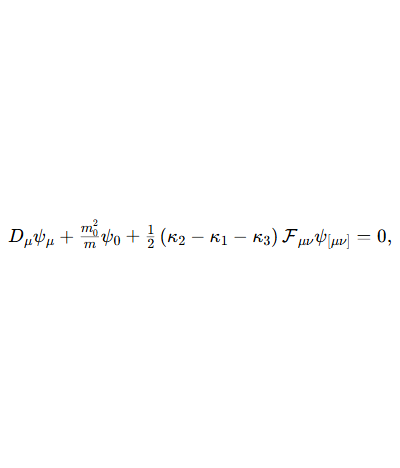 $D_{\mu}\psi_{\mu} + \frac{m_0^2}{m}\psi_0 + \frac{1}{2}\left(\kappa_2 - \kappa_1 - \kappa_3\right)\mathcal{F}_{\mu\nu}\psi_{[\mu\nu]} = 0,$